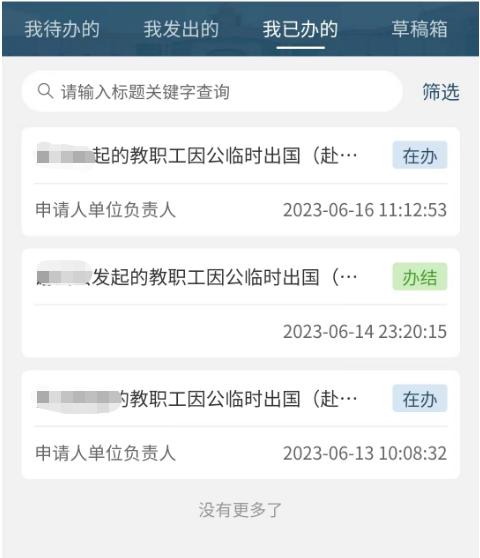 我待办的 我发出的 我已办的 草稿箱
请输入标题关键字查询 筛选
起的教职工因公临时出国（赴… 在办
申请人单位负责人 2023-06-16 11:12:53
发起的教职工因公临时出国（… 办结
2023-06-14 23:20:15
的教职工因公临时出国（赴… 在办
申请人单位负责人 2023-06-13 10:08:32
没有更多了